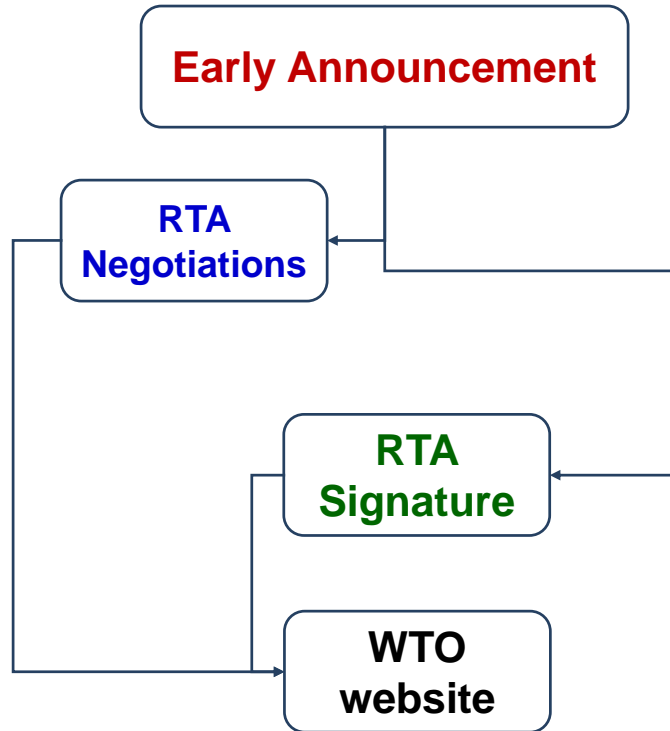 Early Announcement
RTA
Negotiations
RTA
Signature
WTO
website